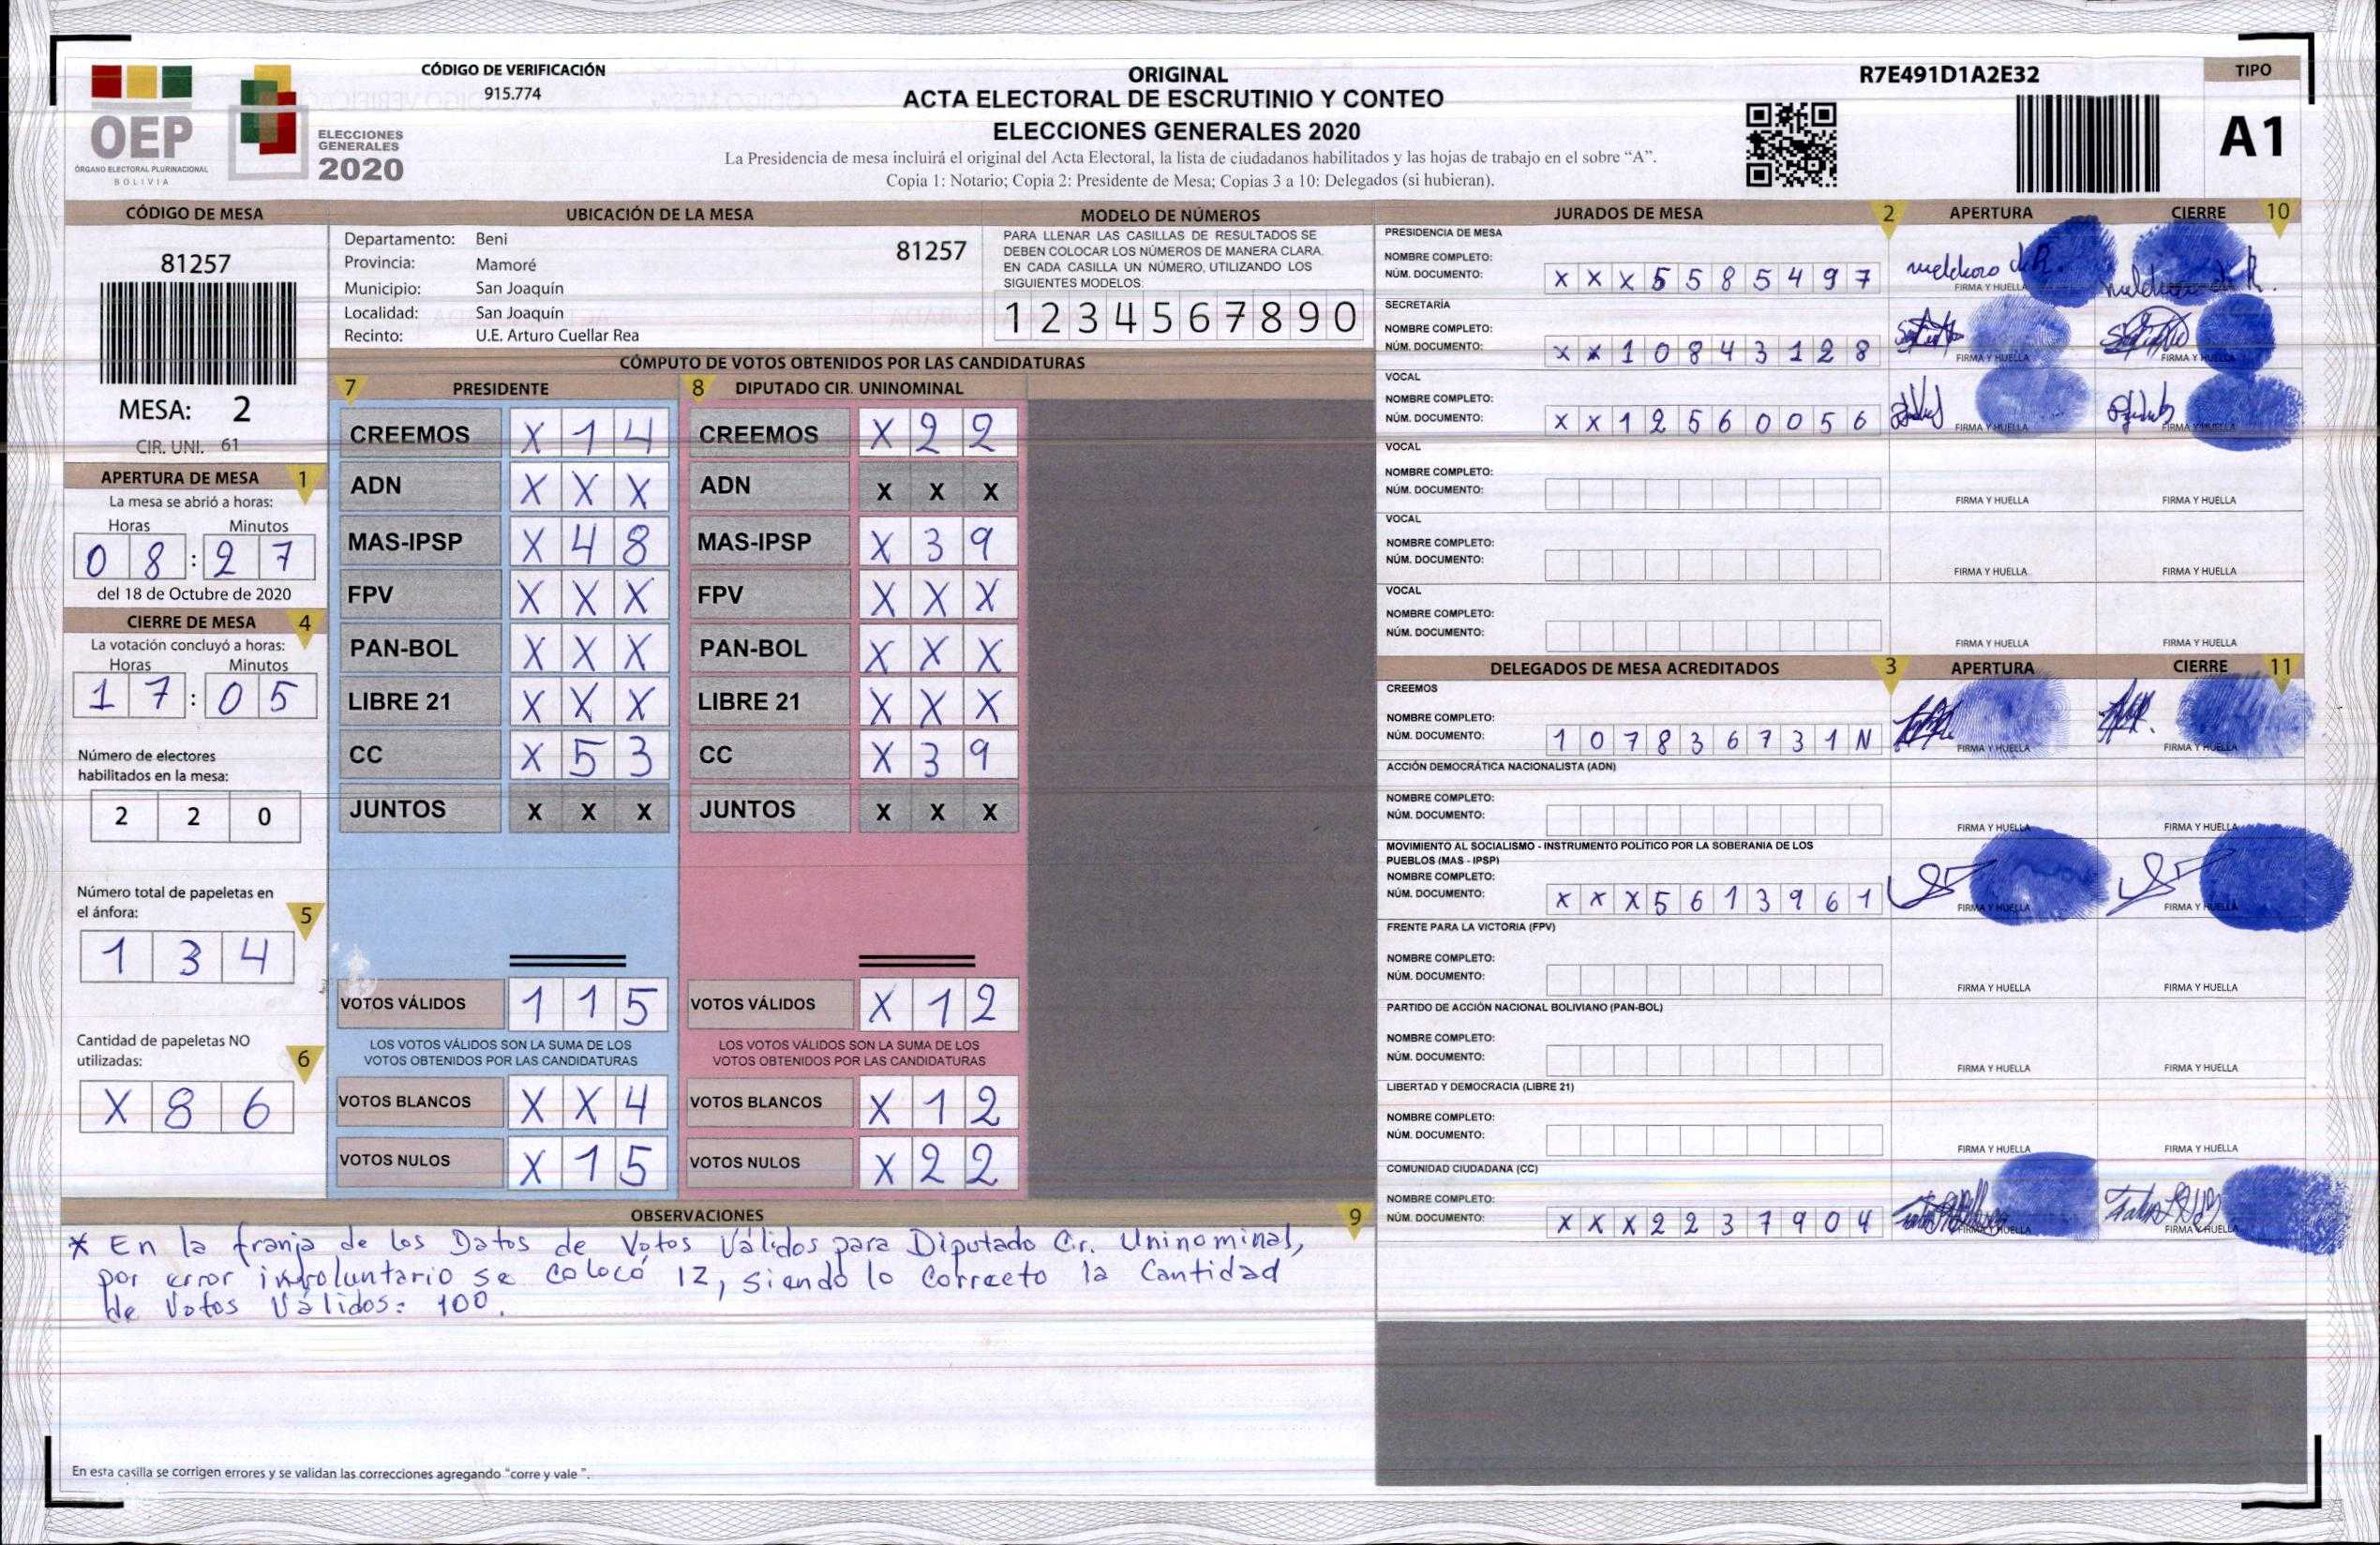 CÓDIGO DE VERIFICACIÓN
915.774
ORIGINAL
ACTA ELECTORAL DE ESCRUTINIO Y CONTEO
ELECCIONES GENERALES 2020
La Presidencia de mesa incluirá el original del Acta Electoral, la lista de ciudadanos habilitados y las hojas de trabajo en el sobre “A”.
Copia 1: Notario; Copia 2: Presidente de Mesa; Copias 3 a 10: Delegados (si hubieran).
R7E491D1A2E32
TIPO
A1
OEP
ÓRGANO ELECTORAL PLURINACIONAL
BOLIVIA
ELECCIONES
GENERALES
2020
CÓDIGO DE MESA
81257
MESA: 2
CIR. UNI. 61
APERTURA DE MESA 1
La mesa se abrió a horas:
Horas Minutos
0 8 : 2 7
del 18 de Octubre de 2020
CIERRE DE MESA 4
La votación concluyó a horas:
Horas Minutos
1 7 : 0 5
Número de electores
habilitados en la mesa:
2 2 0
Número total de papeletas en
el ánfora: 5
1 3 4
Cantidad de papeletas NO
utilizadas: 6
X 8 6
UBICACIÓN DE LA MESA
Departamento: Beni 81257
Provincia: Mamoré
Municipio: San Joaquín
Localidad: San Joaquín
Recinto: U.E. Arturo Cuellar Rea
MODELO DE NÚMEROS
PARA LLENAR LAS CASILLAS DE RESULTADOS SE
DEBEN COLOCAR LOS NÚMEROS DE MANERA CLARA.
EN CADA CASILLA UN NÚMERO, UTILIZANDO LOS
SIGUIENTES MODELOS.
1 2 3 4 5 6 7 8 9 0
CÓMPUTO DE VOTOS OBTENIDOS POR LAS CANDIDATURAS
7 PRESIDENTE 8 DIPUTADO CIR. UNINOMINAL
CREEMOS X 1 4 CREEMOS X 2 2
ADN X X X ADN X X X
MAS-IPSP X 4 8 MAS-IPSP X 3 9
FPV X X X FPV X X X
PAN-BOL X X X PAN-BOL X X X
LIBRE 21 X X X LIBRE 21 X X X
CC X 5 3 CC X 3 9
JUNTOS X X X JUNTOS X X X
VOTOS VÁLIDOS 1 1 5 VOTOS VÁLIDOS X 1 2
LOS VOTOS VÁLIDOS SON LA SUMA DE LOS LOS VOTOS VÁLIDOS SON LA SUMA DE LOS
VOTOS OBTENIDOS POR LAS CANDIDATURAS VOTOS OBTENIDOS POR LAS CANDIDATURAS
VOTOS BLANCOS X X 4 VOTOS BLANCOS X 1 2
VOTOS NULOS X 1 5 VOTOS NULOS X 2 2
OBSERVACIONES 9
* En la franja de los Datos de Votos Válidos para Diputado Cir. Uninominal,
por error involuntario se colocó 12, siendo lo correcto la Cantidad
de Votos Válidos: 100.
En esta casilla se corrigen errores y se validan las correcciones agregando “corre y vale ”.
JURADOS DE MESA 2 APERTURA CIERRE 10
PRESIDENCIA DE MESA
NOMBRE COMPLETO:
NÚM. DOCUMENTO: X X X 5 5 8 5 4 9 7
FIRMA Y HUELLA
SECRETARÍA
NOMBRE COMPLETO:
NÚM. DOCUMENTO: X X 1 0 8 4 3 1 2 8
FIRMA Y HUELLA FIRMA Y HUELLA
VOCAL
NOMBRE COMPLETO:
NÚM. DOCUMENTO: X X 1 2 5 6 0 0 5 6
FIRMA Y HUELLA FIRMA Y HUELLA
VOCAL
NOMBRE COMPLETO:
NÚM. DOCUMENTO:
FIRMA Y HUELLA FIRMA Y HUELLA
VOCAL
NOMBRE COMPLETO:
NÚM. DOCUMENTO:
FIRMA Y HUELLA FIRMA Y HUELLA
VOCAL
NOMBRE COMPLETO:
NÚM. DOCUMENTO:
FIRMA Y HUELLA FIRMA Y HUELLA
DELEGADOS DE MESA ACREDITADOS 3 APERTURA CIERRE 11
CREEMOS
NOMBRE COMPLETO:
NÚM. DOCUMENTO: 1 0 7 8 3 6 7 3 1 N
FIRMA Y HUELLA FIRMA Y HUELLA
ACCIÓN DEMOCRÁTICA NACIONALISTA (ADN)
NOMBRE COMPLETO:
NÚM. DOCUMENTO:
FIRMA Y HUELLA FIRMA Y HUELLA
MOVIMIENTO AL SOCIALISMO - INSTRUMENTO POLÍTICO POR LA SOBERANIA DE LOS
PUEBLOS (MAS - IPSP)
NOMBRE COMPLETO:
NÚM. DOCUMENTO: X X X 5 6 1 3 9 6 1
FIRMA Y HUELLA FIRMA Y HUELLA
FRENTE PARA LA VICTORIA (FPV)
NOMBRE COMPLETO:
NÚM. DOCUMENTO:
FIRMA Y HUELLA FIRMA Y HUELLA
PARTIDO DE ACCIÓN NACIONAL BOLIVIANO (PAN-BOL)
NOMBRE COMPLETO:
NÚM. DOCUMENTO:
FIRMA Y HUELLA FIRMA Y HUELLA
LIBERTAD Y DEMOCRACIA (LIBRE 21)
NOMBRE COMPLETO:
NÚM. DOCUMENTO:
FIRMA Y HUELLA FIRMA Y HUELLA
COMUNIDAD CIUDADANA (CC)
NOMBRE COMPLETO:
NÚM. DOCUMENTO: X X X 2 2 3 7 9 0 4
FIRMA Y HUELLA FIRMA Y HUELLA